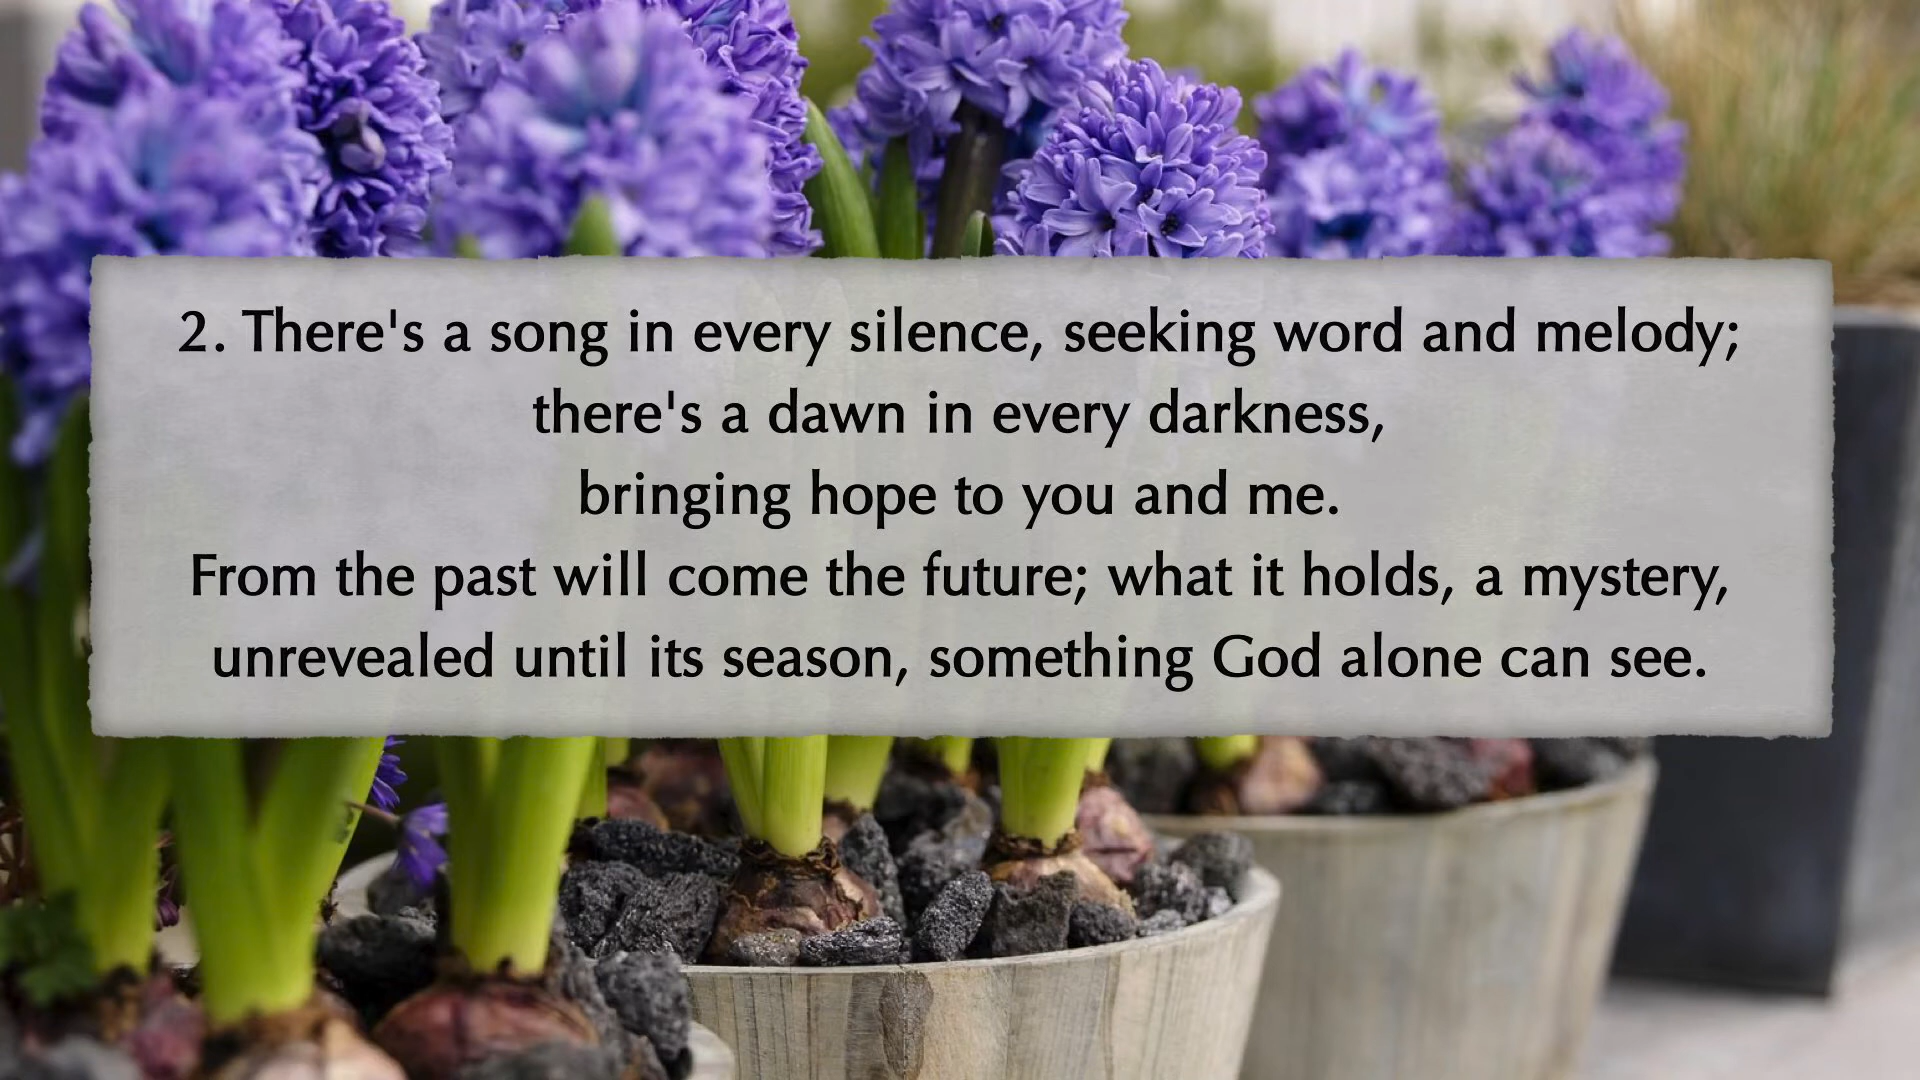 2. There's a song in every silence, seeking word and melody;
there's a dawn in every darkness,
bringing hope to you and me.
From the past will come the future; what it holds, a mystery,
unrevealed until its season, something God alone can see.